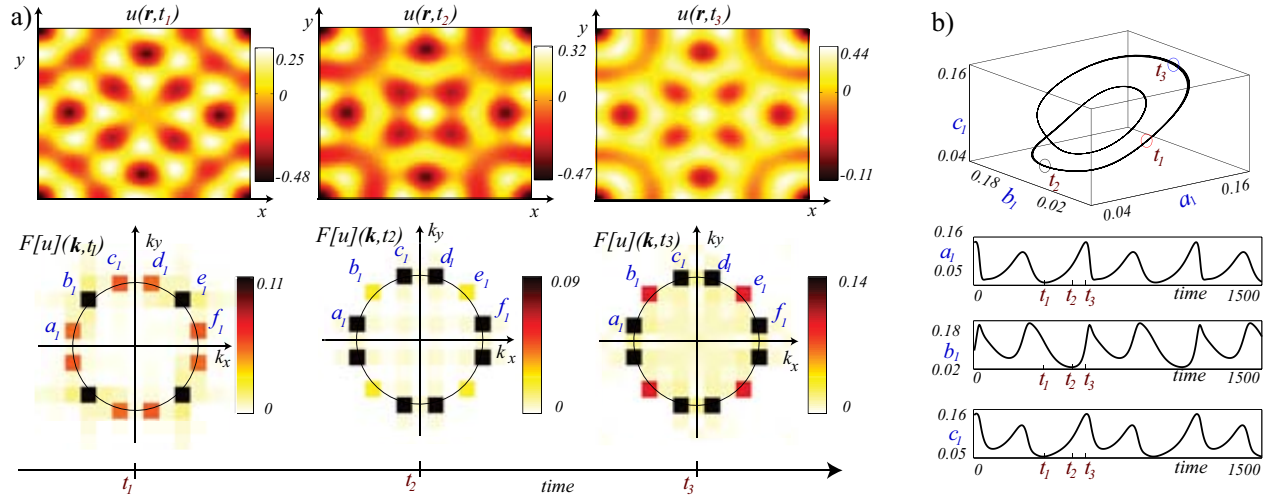 a)
u(r,t1)
y
0.25
0
-0.48
x
u(r,t2)
y
0.32
0
-0.47
x
u(r,t3)
y
0.44
0
-0.11
x
F[u](k,t1)
ky
a1
b1
c1
d1
e1
f1
kx
0.11
0
F[u](k,t2)
ky
a1
b1
c1
d1
e1
f1
kx
0.09
0
F[u](k,t3)
ky
a1
b1
c1
d1
e1
f1
kx
0.14
0
t1
t2
time
t3
b)
0.16
c1
0.04
0.18
b1
0.02
0.04
a1
0.16
t3
t1
t2
0.16
a1
0.05
0
t1
t2
t3
time
1500
0.18
b1
0.02
0
t1
t2
t3
time
1500
0.16
c1
0.05
0
t1
t2
t3
time
1500